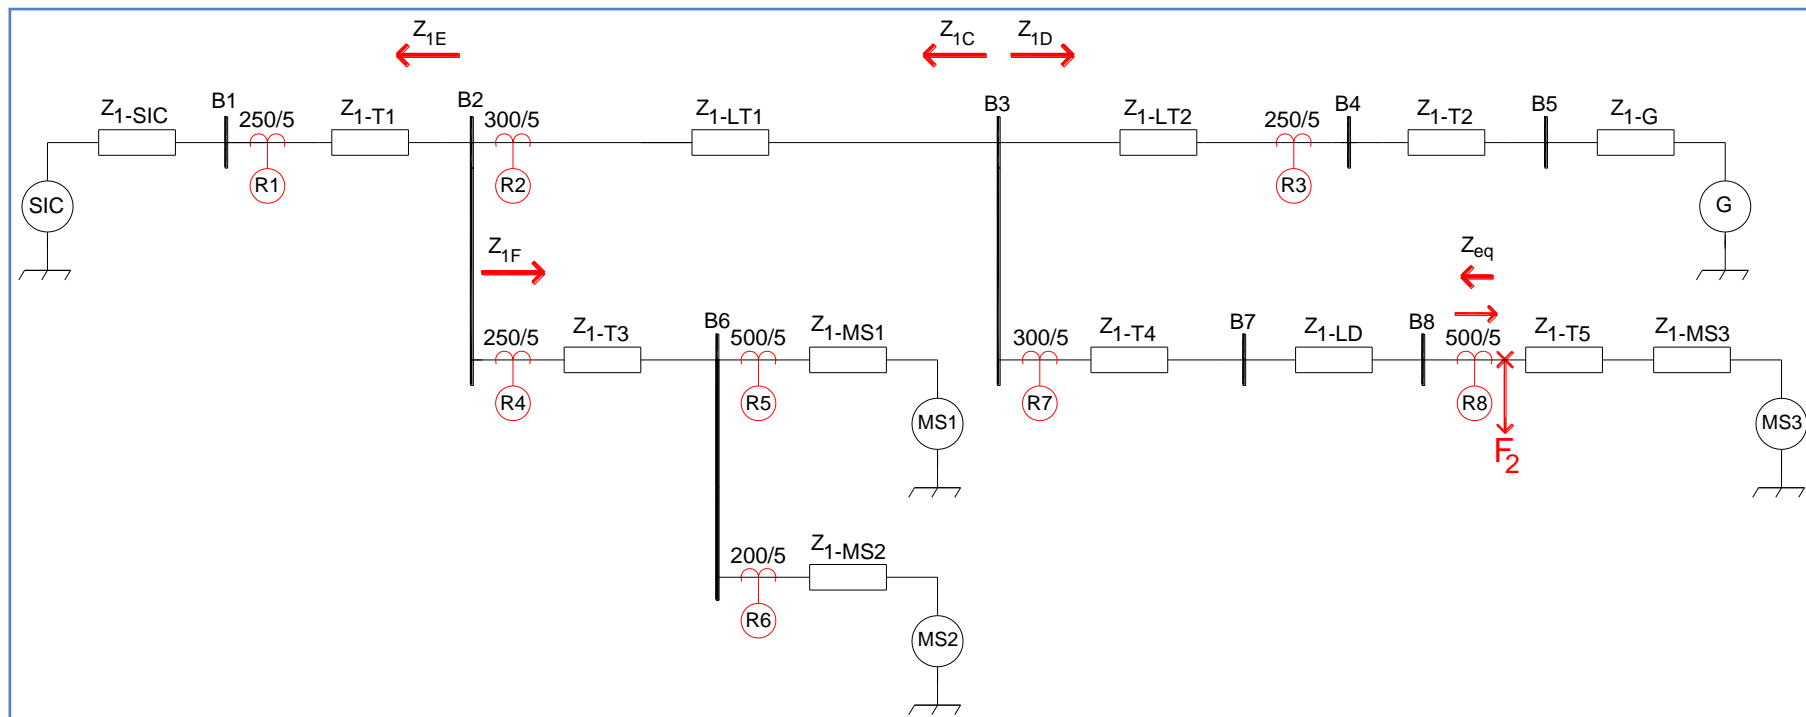 Z1E
Z1C
Z1D
Z1-SIC
B1
250/5
Z1-T1
B2
300/5
Z1-LT1
B3
Z1-LT2
250/5
B4
Z1-T2
B5
Z1-G
R1
R2
R3
SIC
G
Z1F
Zeq
250/5
Z1-T3
B6
500/5
Z1-MS1
300/5
Z1-T4
B7
Z1-LD
B8
500/5
Z1-T5
Z1-MS3
R4
R5
MS1
R7
R8
MS3
F2
200/5
Z1-MS2
R6
MS2